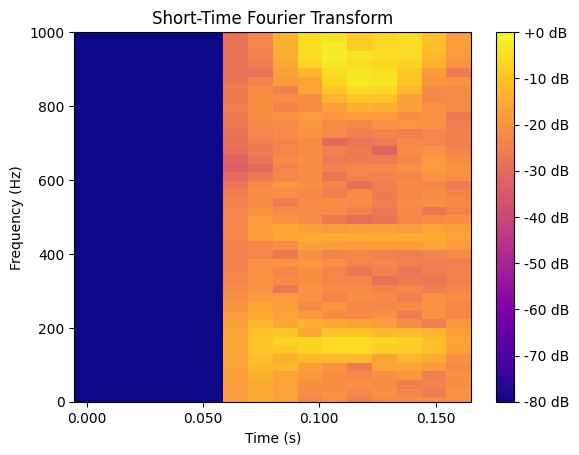 Short-Time Fourier Transform
Frequency (Hz)
1000
800
600
400
200
0
0.000
0.050
0.100
0.150
Time (s)
+0 dB
-10 dB
-20 dB
-30 dB
-40 dB
-50 dB
-60 dB
-70 dB
-80 dB